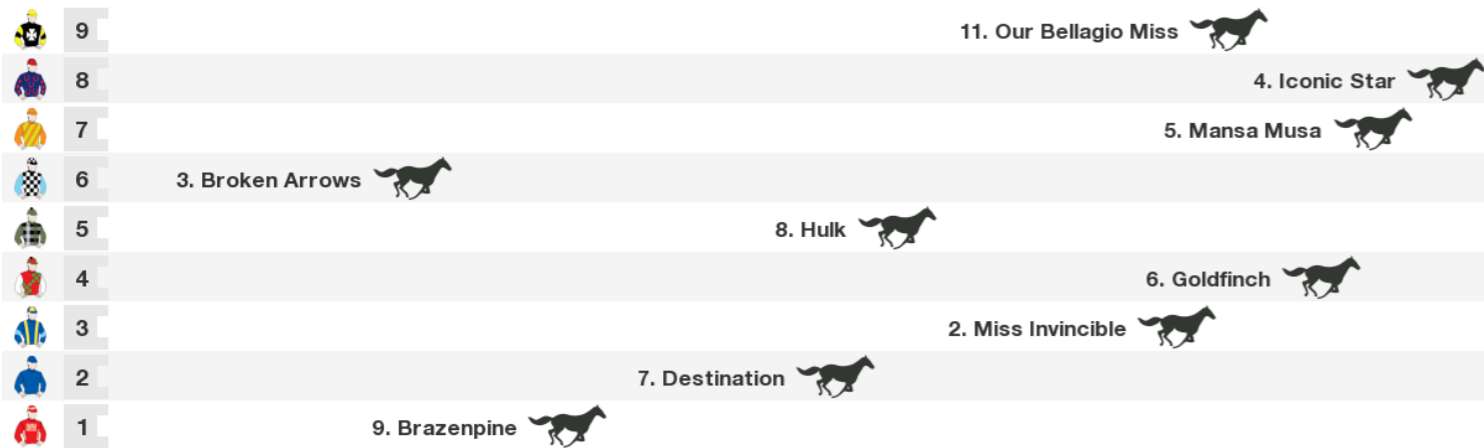 9 11. Our Bellagio Miss
8 4. Iconic Star
7 5. Mansa Musa
6 3. Broken Arrows
5 8. Hulk
4 6. Goldfinch
3 2. Miss Invincible
2 7. Destination
1 9. Brazenpine